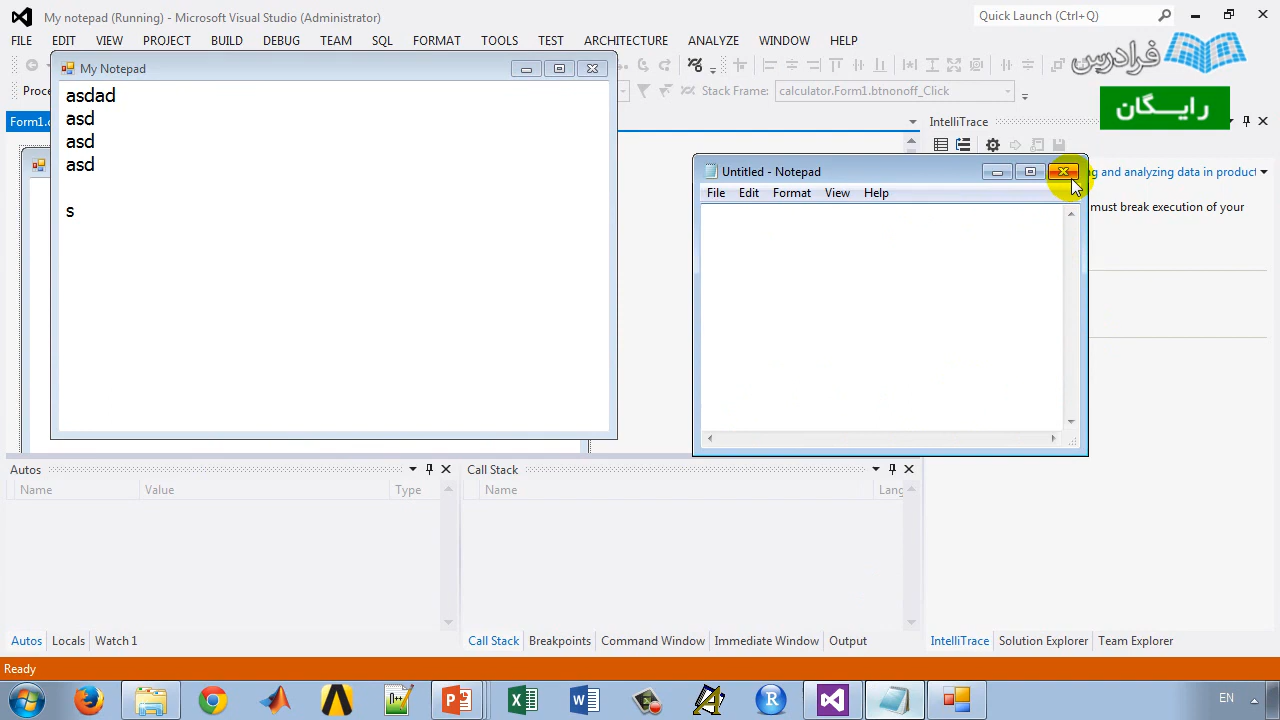 My notepad (Running) - Microsoft Visual Studio (Administrator)
Quick Launch (Ctrl+Q)
FILE EDIT VIEW PROJECT BUILD DEBUG TEAM SQL FORMAT TOOLS TEST ARCHITECTURE ANALYZE WINDOW HELP
فرادرس
My Notepad
Proce
Stack Frame: calculator.Form1.btnonoff_Click
رایگان
asdad
asd
asd
asd
s
Form1.c
IntelliTrace
Untitled - Notepad
g and analyzing data in product
File Edit Format View Help
must break execution of your
Autos
Call Stack
Name Value Type
Name Lang
Autos Locals Watch 1
Call Stack Breakpoints Command Window Immediate Window Output
IntelliTrace Solution Explorer Team Explorer
Ready
EN